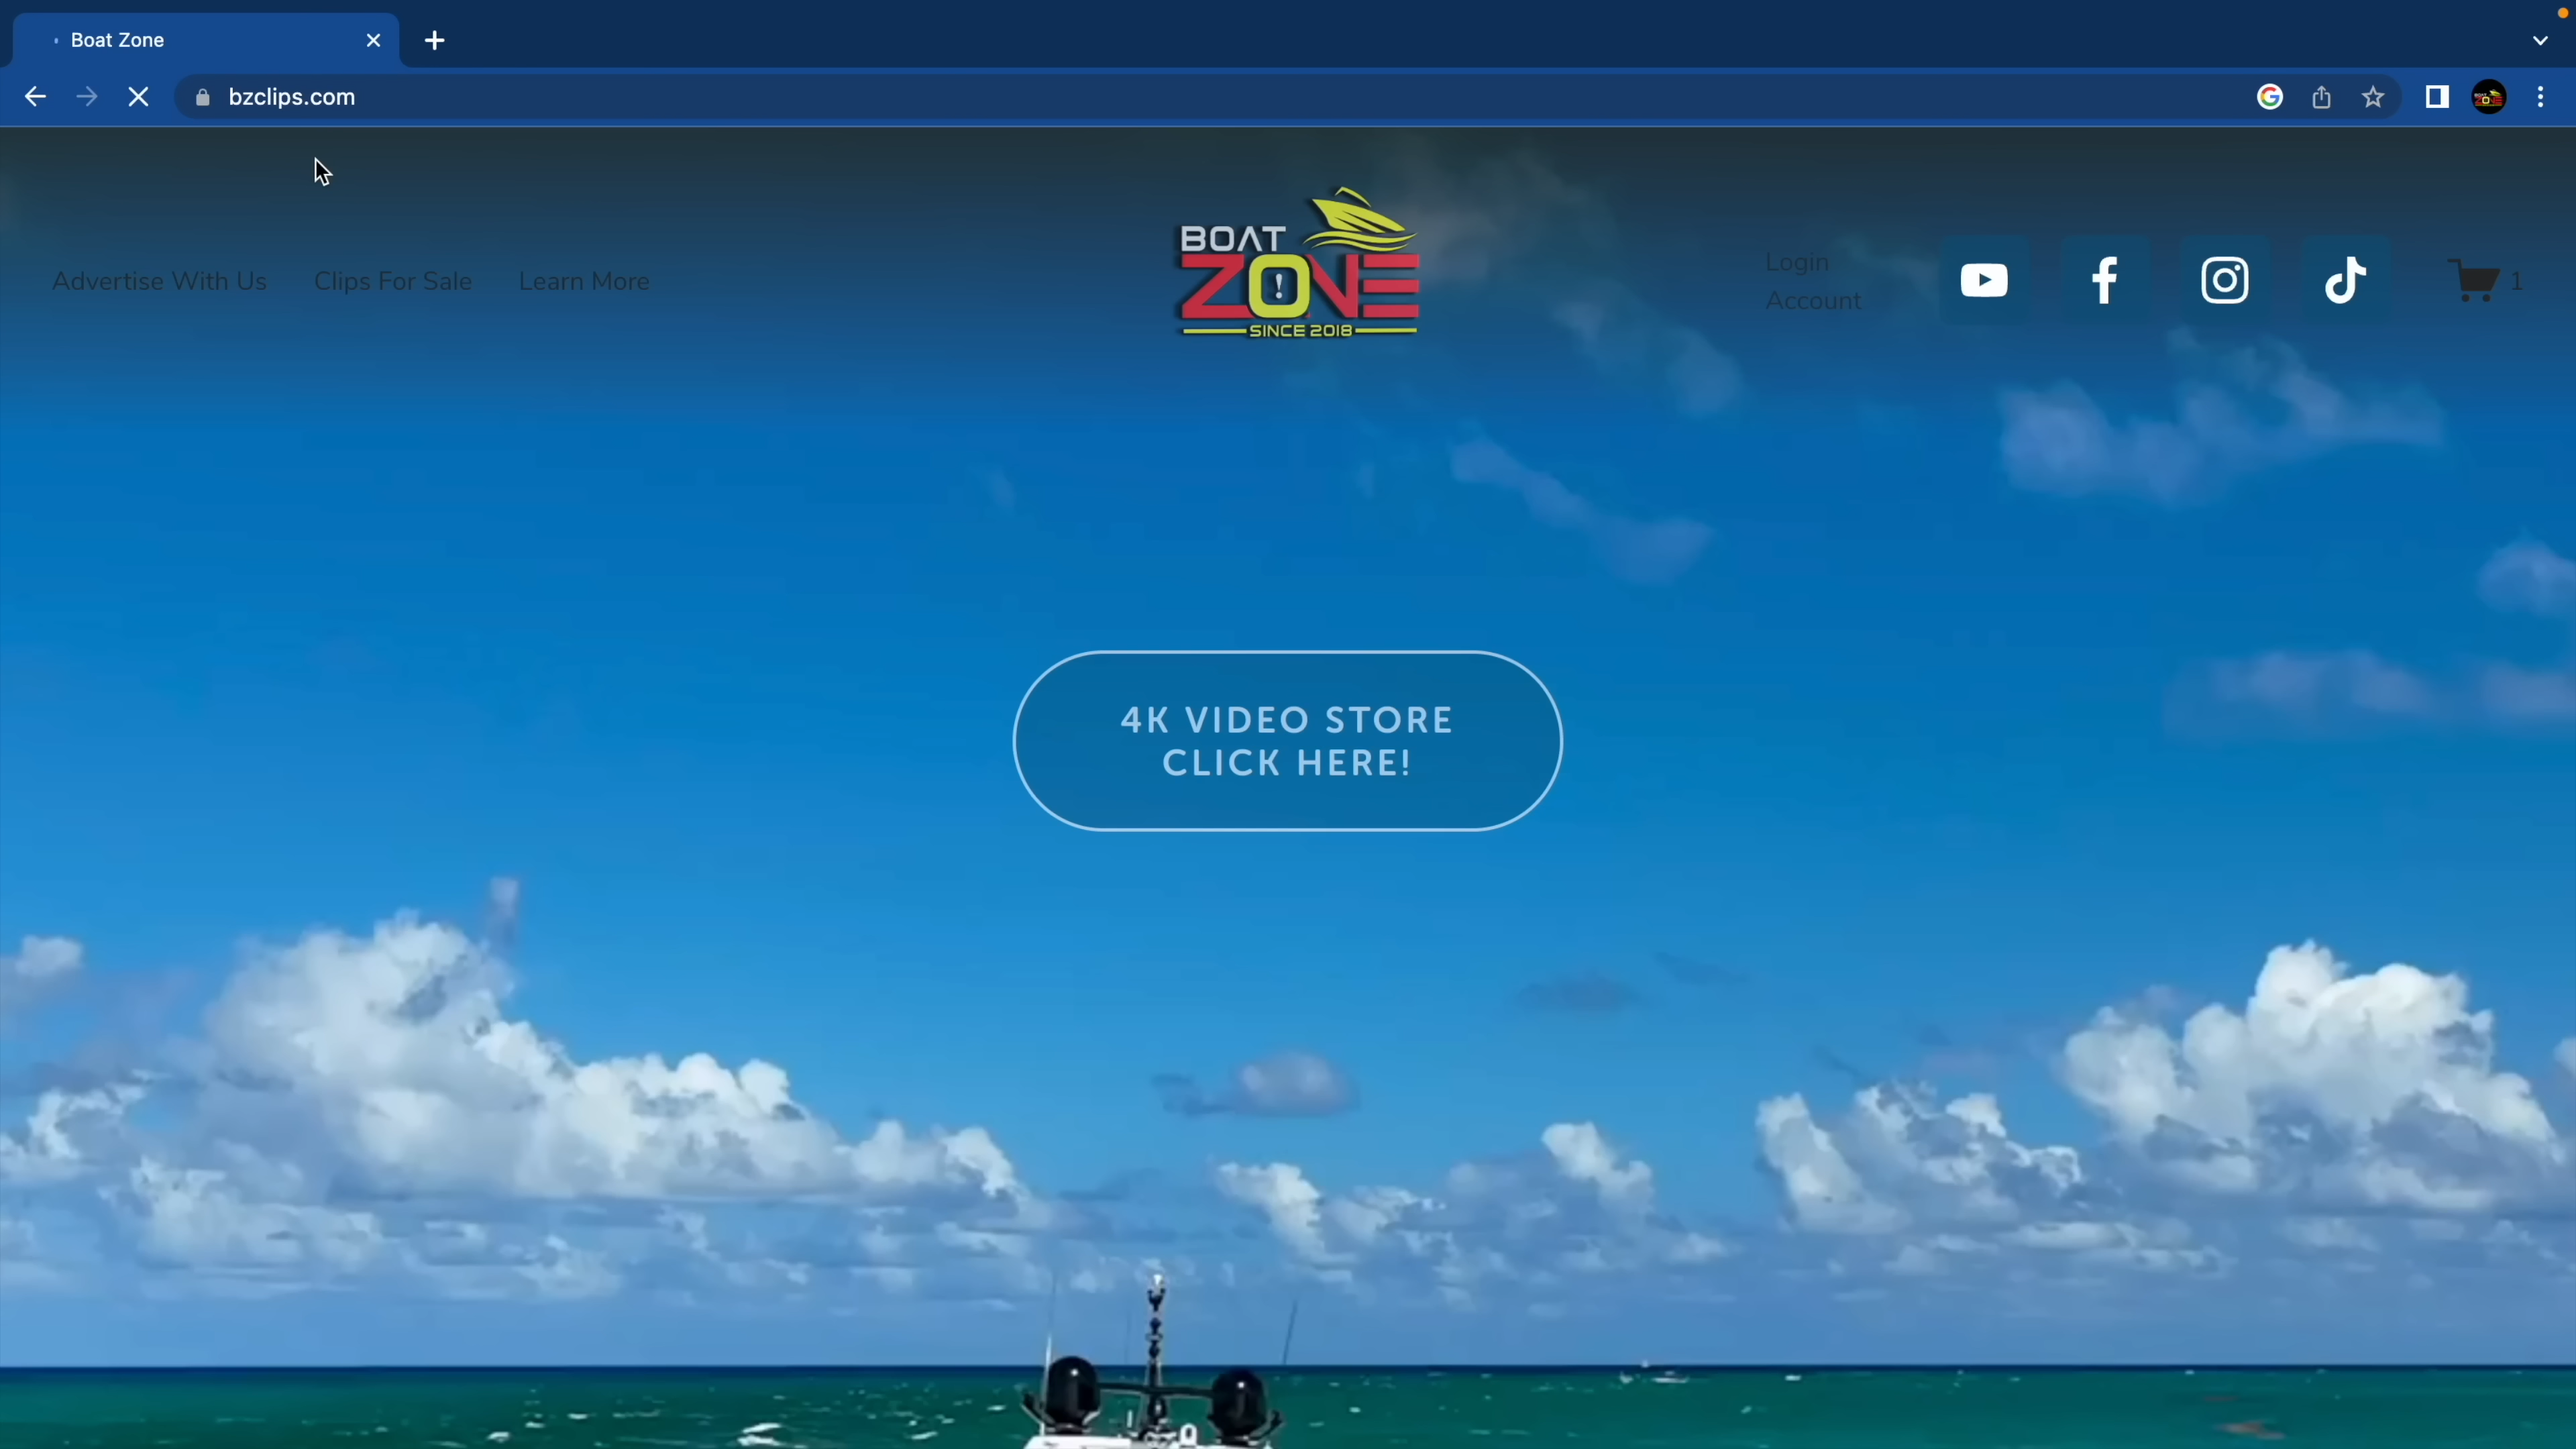 Boat Zone
bzclips.com
Advertise With Us
Clips For Sale
Learn More
BOAT
ZONE
!
SINCE 2018
Login
Account
1
4K VIDEO STORE
CLICK HERE!